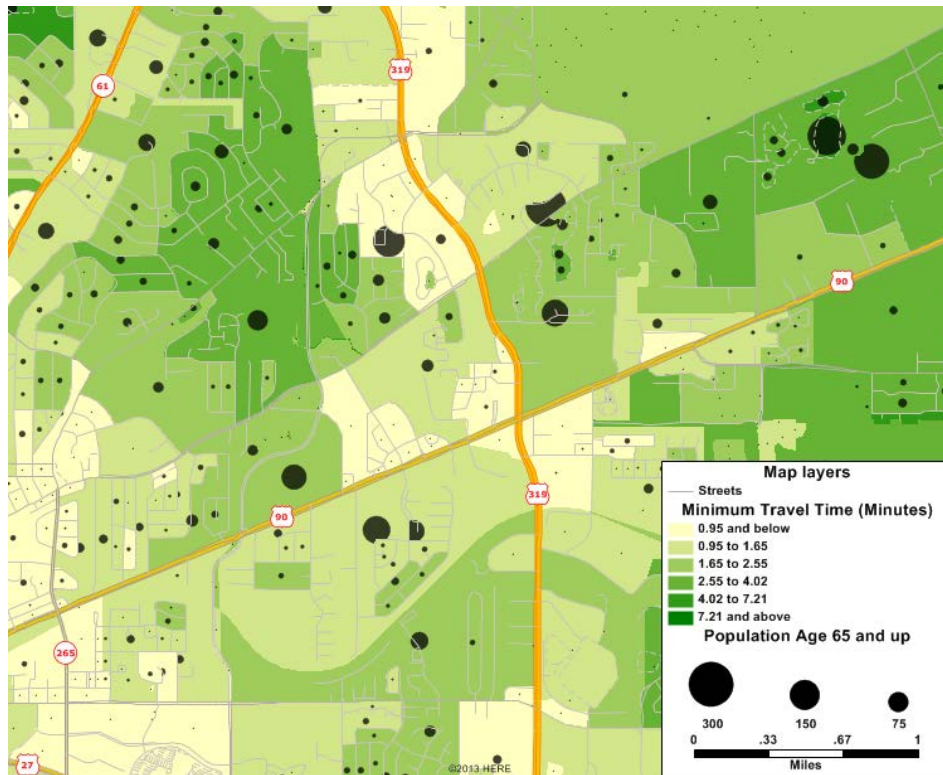 61
319
90
319
90
265
27
©2013 HERE
Map layers
Streets
Minimum Travel Time (Minutes)
0.95 and below
0.95 to 1.65
1.65 to 2.55
2.55 to 4.02
4.02 to 7.21
7.21 and above
Population Age 65 and up
300 150 75
0 .33 .67 1
Miles